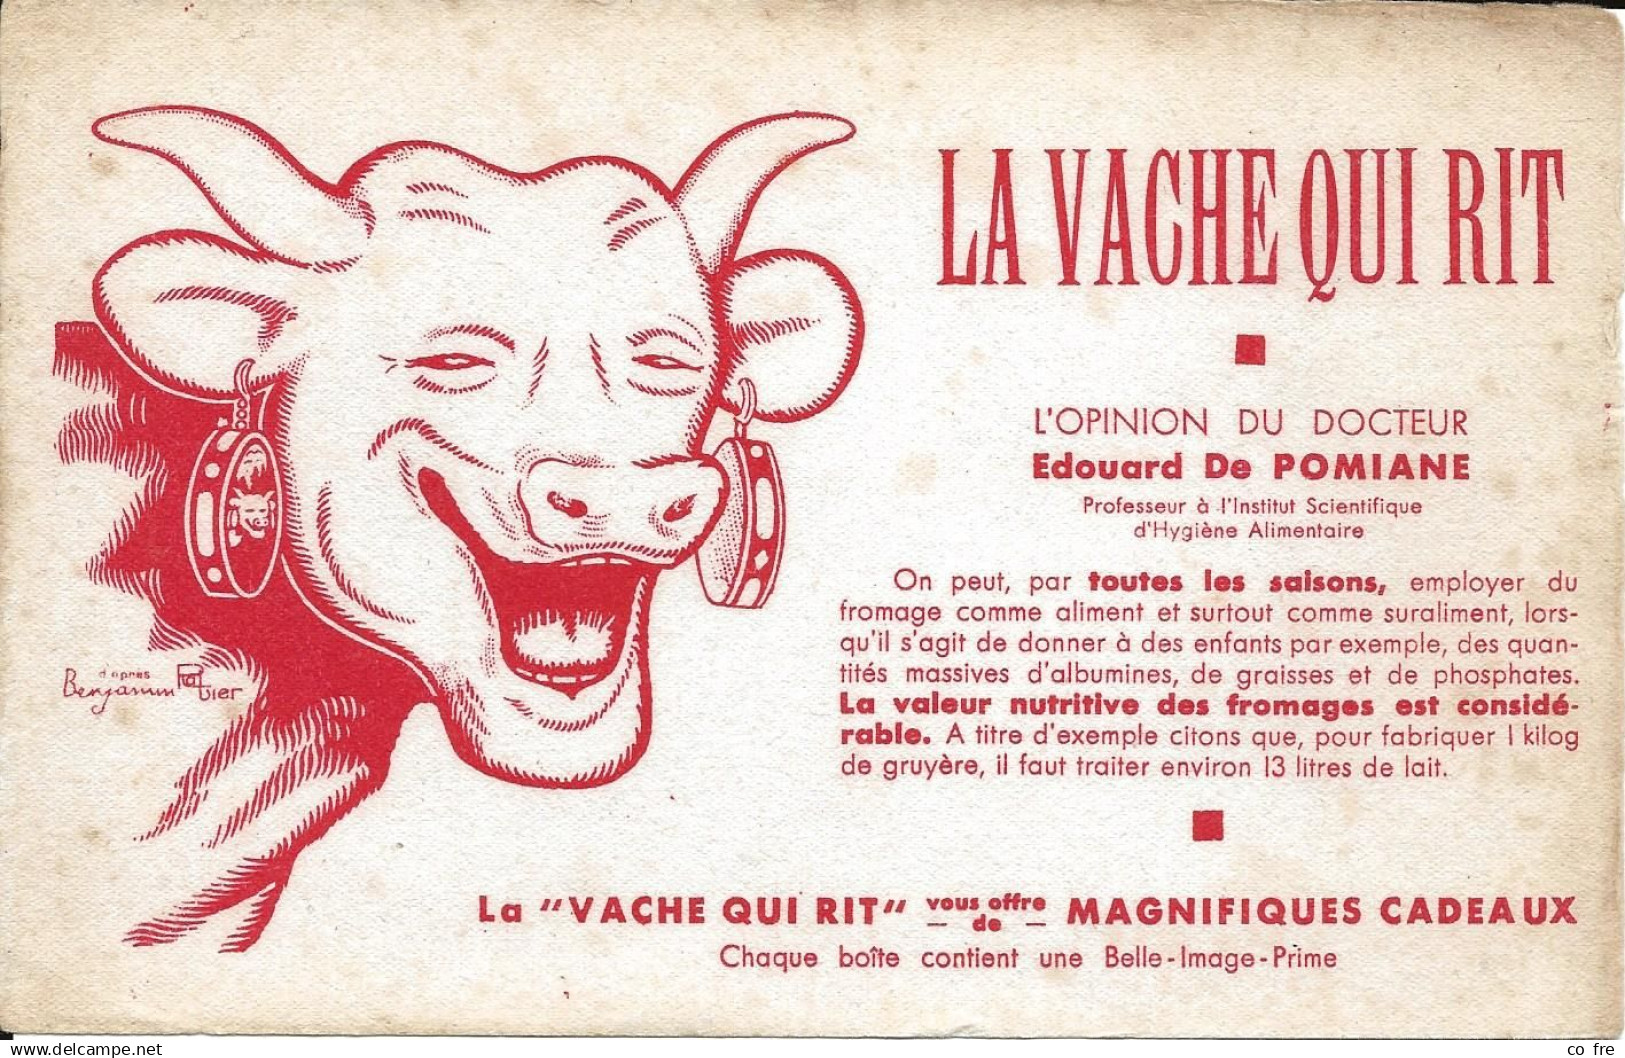 LA VACHE QUI RIT
L'OPINION DU DOCTEUR
Edouard De POMIANE
Professeur à l'Institut Scientifique
d'Hygiène Alimentaire
On peut, par toutes les saisons, employer du
fromage comme aliment et surtout comme suraliment, lors-
qu'il s'agit de donner à des enfants par exemple, des quan-
tités massives d'albumines, de graisses et de phosphates.
La valeur nutritive des fromages est considé-
rable. A titre d'exemple citons que, pour fabriquer 1 kilog
de gruyère, il faut traiter environ 13 litres de lait.
d'après
Benjamin Rabier
La "VACHE QUI RIT" vous offre de MAGNIFIQUES CADEAUX
Chaque boîte contient une Belle-Image-Prime
delcampe.net
co fre